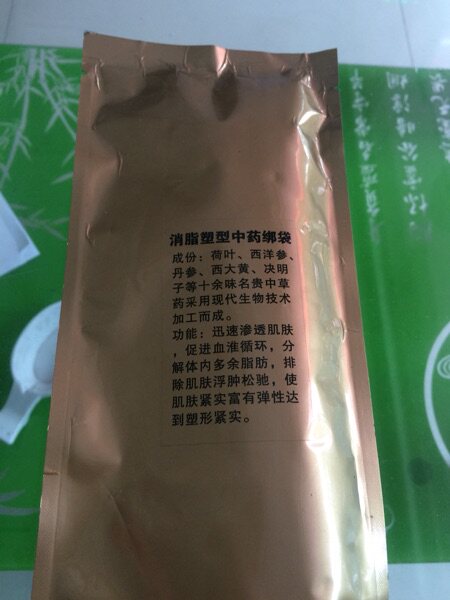 消脂塑型中药绑袋
成份：荷叶、西洋参、
丹参、西大黄、决明
子等十余味名贵中草
药采用现代生物技术
加工而成。
功能：迅速渗透肌肤
，促进血淮循环，分
解体内多余脂肪，排
除肌肤浮肿松驰，使
肌肤紧实富有弹性达
到塑形紧实。